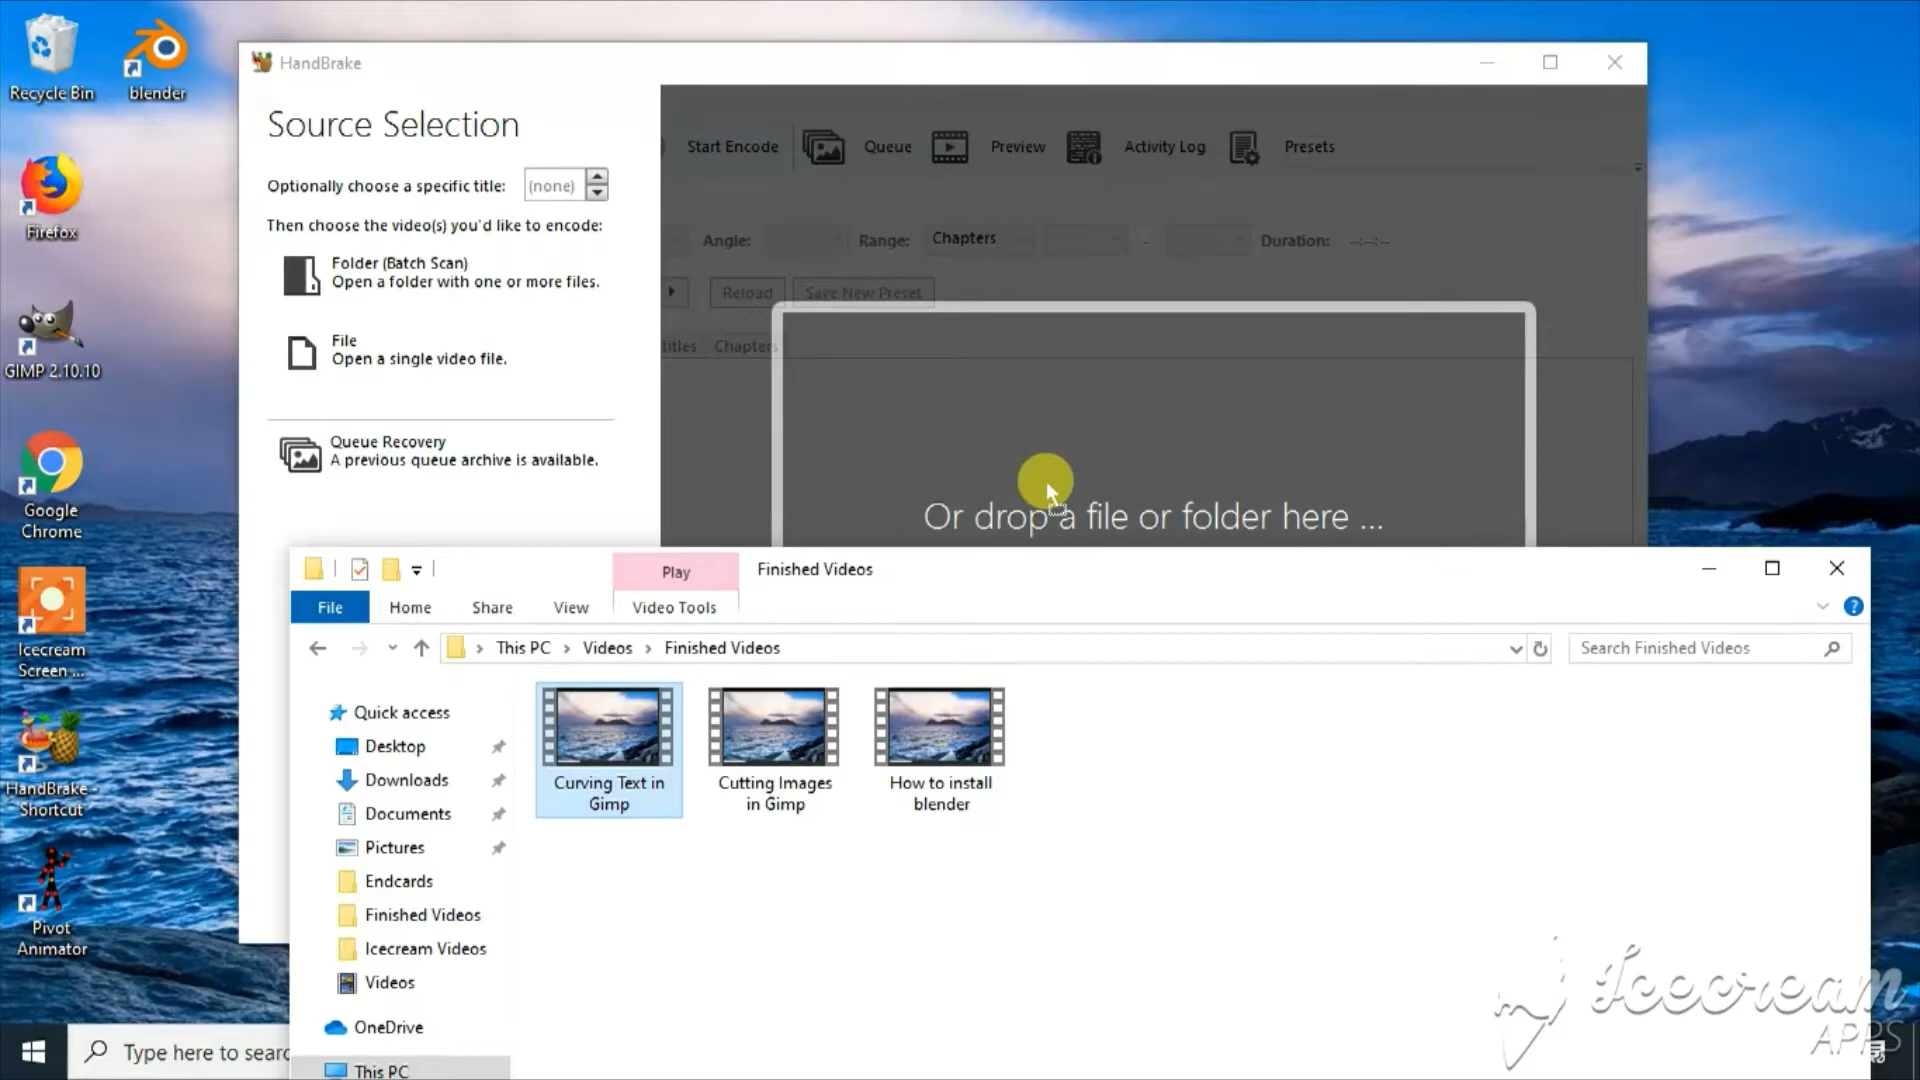 Recycle Bin
blender
Firefox
GIMP 2.10.10
Google
Chrome
Icecream
Screen ...
HandBrake -
Shortcut
Pivot
Animator
HandBrake
Source Selection
Optionally choose a specific title:
(none)
Then choose the video(s) you'd like to encode:
Folder (Batch Scan)
Open a folder with one or more files.
File
Open a single video file.
Queue Recovery
A previous queue archive is available.
Start Encode
Queue
Preview
Activity Log
Presets
Angle:
Range:
Chapters
-
Duration:
--:--:--
Reload
Save New Preset
titles
Chapters
Or drop a file or folder here ...
Play
Finished Videos
File
Home
Share
View
Video Tools
This PC > Videos > Finished Videos
Search Finished Videos
Quick access
Desktop
Downloads
Documents
Pictures
Endcards
Finished Videos
Icecream Videos
Videos
OneDrive
This PC
Curving Text in
Gimp
Cutting Images
in Gimp
How to install
blender
Type here to searc
Icecream
APPS